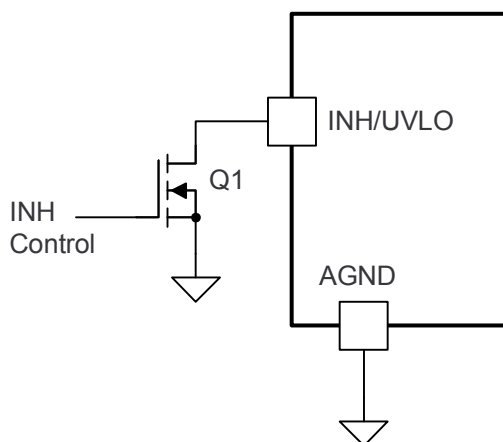 INH/UVLO
Q1
INH
Control
AGND